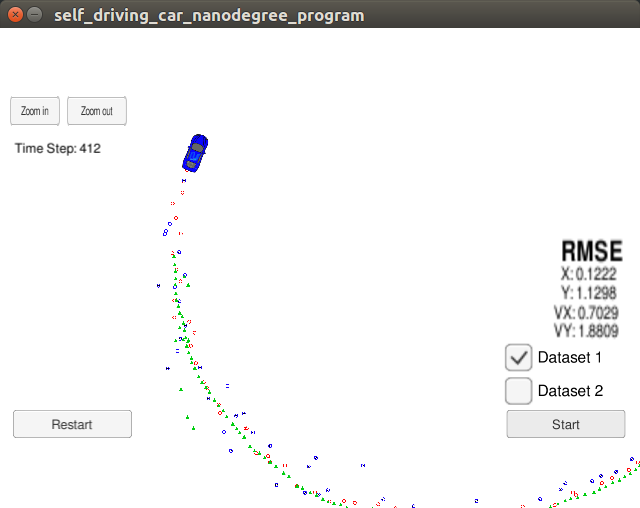 self_driving_car_nanodegree_program
Zoom in
Zoom out
Time Step: 412
RMSE
X: 0.1222
Y: 1.1298
VX: 0.7029
VY: 1.8809
Dataset 1
Dataset 2
Restart
Start